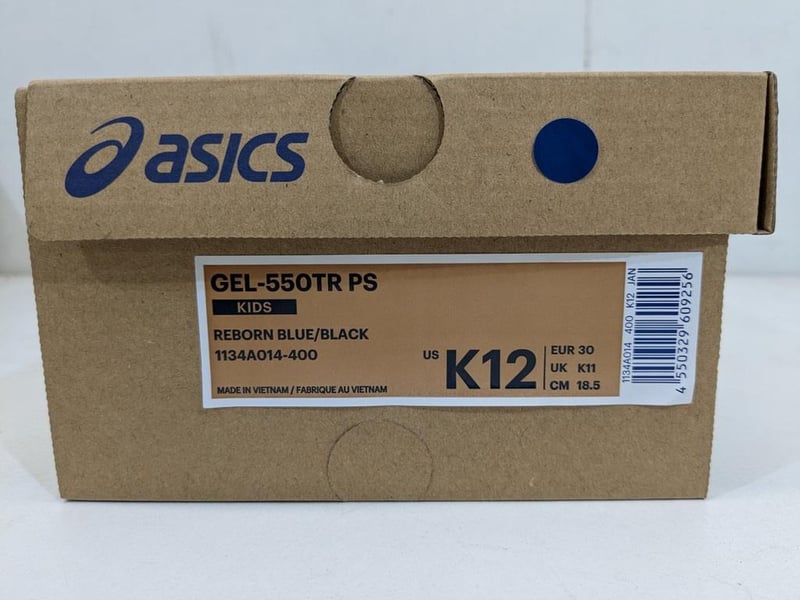 asics
GEL-550TR PS
KIDS
REBORN BLUE/BLACK
1134A014-400
MADE IN VIETNAM / FABRIQUE AU VIETNAM
US K12
EUR 30
UK K11
CM 18.5
1134A014 400 K12 JAN
4 550329 609256